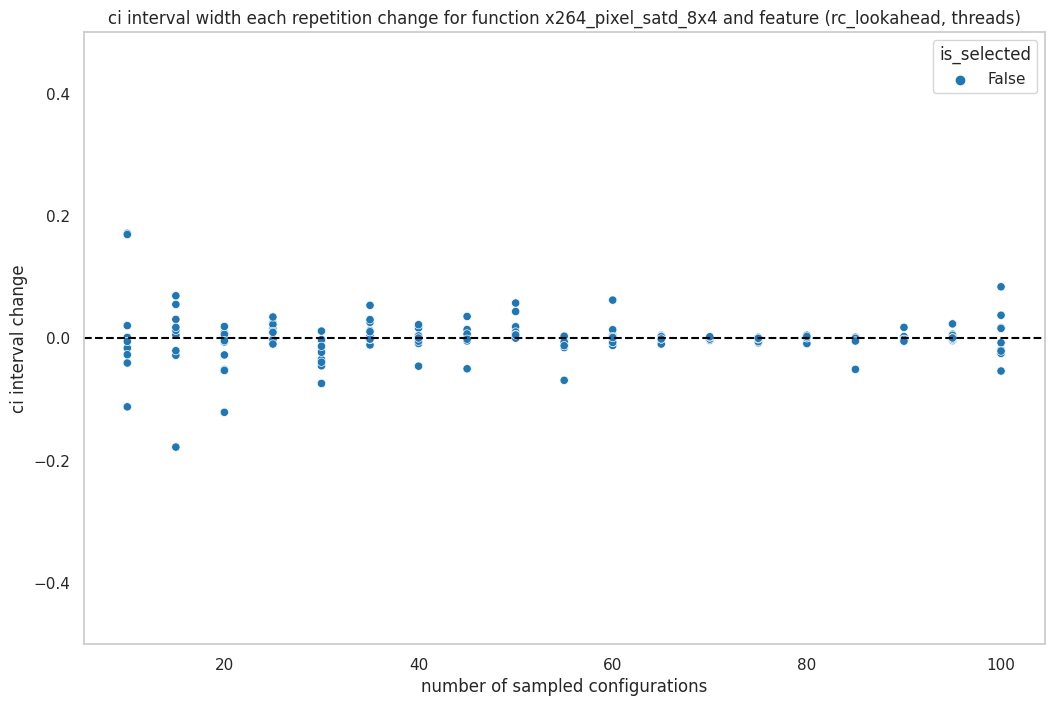 ci interval width each repetition change for function x264_pixel_satd_8x4 and feature (rc_lookahead, threads)
is_selected
False
ci interval change
0.4
0.2
0.0
−0.2
−0.4
20
40
60
80
100
number of sampled configurations